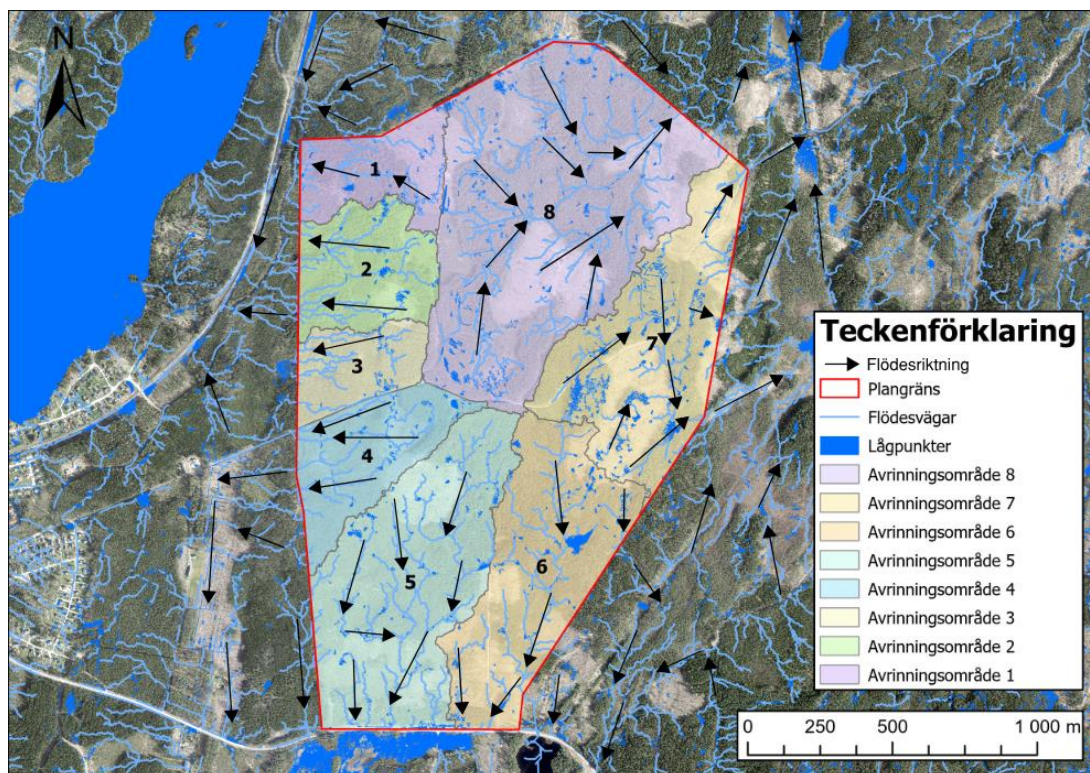 N
1
8
2
3
7
4
5
6
Teckenförklaring
Flödesriktning
Plangräns
Flödesvägar
Lågpunkter
Avrinningsområde 8
Avrinningsområde 7
Avrinningsområde 6
Avrinningsområde 5
Avrinningsområde 4
Avrinningsområde 3
Avrinningsområde 2
Avrinningsområde 1
0 250 500 1 000 m